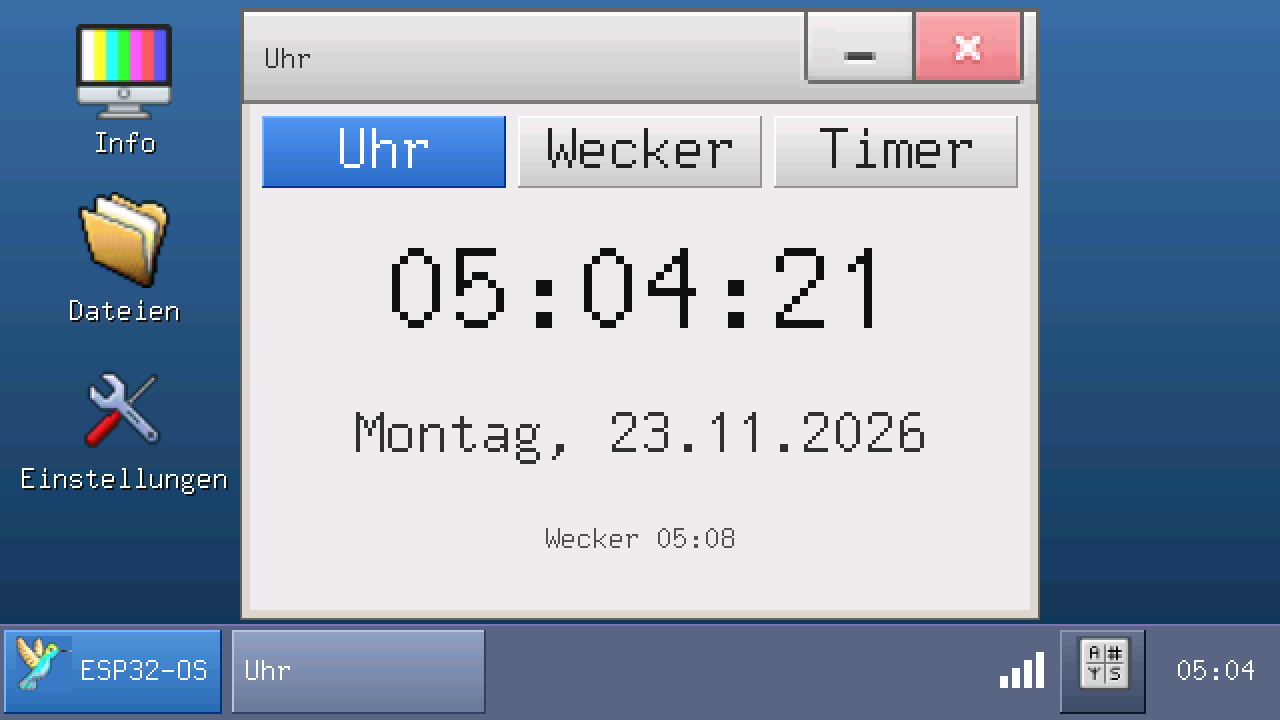 Info
Dateien
Einstellungen
Uhr
Uhr Wecker Timer
05:04:21
Montag, 23.11.2026
Wecker 05:08
ESP32-OS Uhr A # Y S 05:04